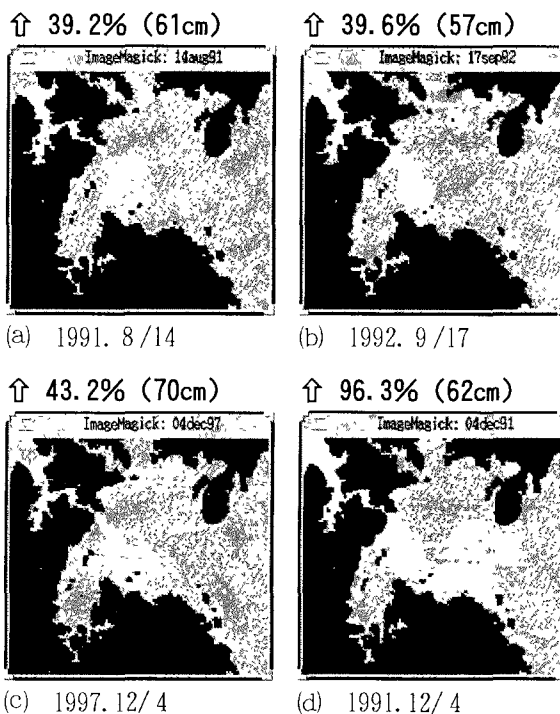 ⇧ 39.2% (61cm) ⇧ 39.6% (57cm)
ImageMagick: 14aug91 ImageMagick: 17sep92
(a) 1991. 8/14 (b) 1992. 9/17
⇧ 43.2% (70cm) ⇧ 96.3% (62cm)
ImageMagick: 04dec97 ImageMagick: 04dec91
(c) 1997. 12/4 (d) 1991. 12/4